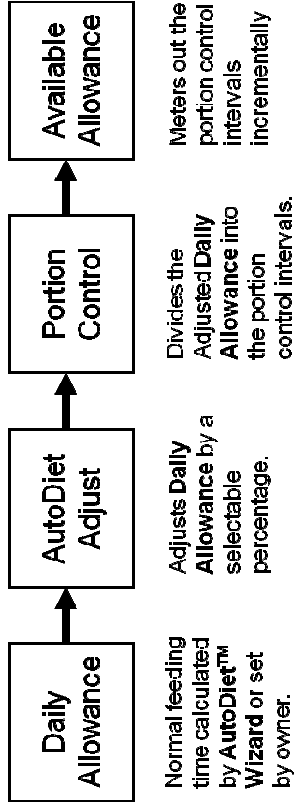 Daily
Allowance
AutoDiet
Adjust
Portion
Control
Available
Allowance
Normal feeding
time calculated
by AutoDiet™
Wizard or set
by owner.
Adjusts Daily
Allowance by a
selectable
percentage.
Divides the
Adjusted Daily
Allowance into
the portion
control intervals.
Meters out the
portion control
intervals
incrementally